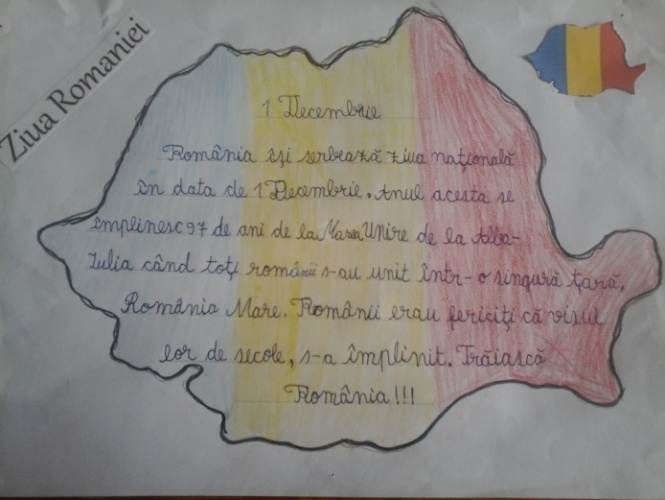 Ziua Romaniei
1 Decembrie
România își serbează ziua națională
în data de 1 Decembrie. Anul acesta se
împlinesc 97 de ani de la Marea Unire de la Alba-
Iulia când toți românii s-au unit într-o singură țară,
România Mare. Românii erau fericiți că visul
lor de secole, s-a împlinit. Trăiască
România!!!